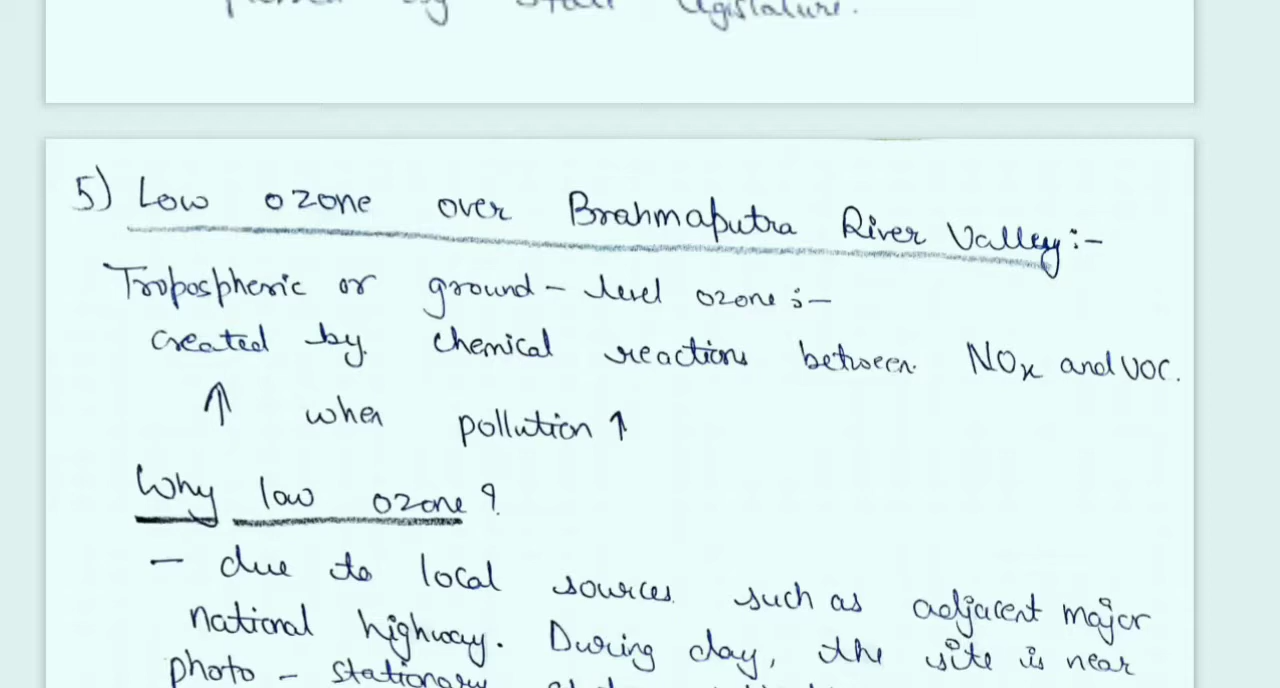 legislature.
5) Low ozone over Brahmaputra River Valley:-
Tropospheric or ground-level ozone:-
created by chemical reactions between NOx and VOC.
↑ when pollution ↑
Why low ozone?
- due to local sources such as adjacent major
national highway. During day, the site is near
photo - stationary